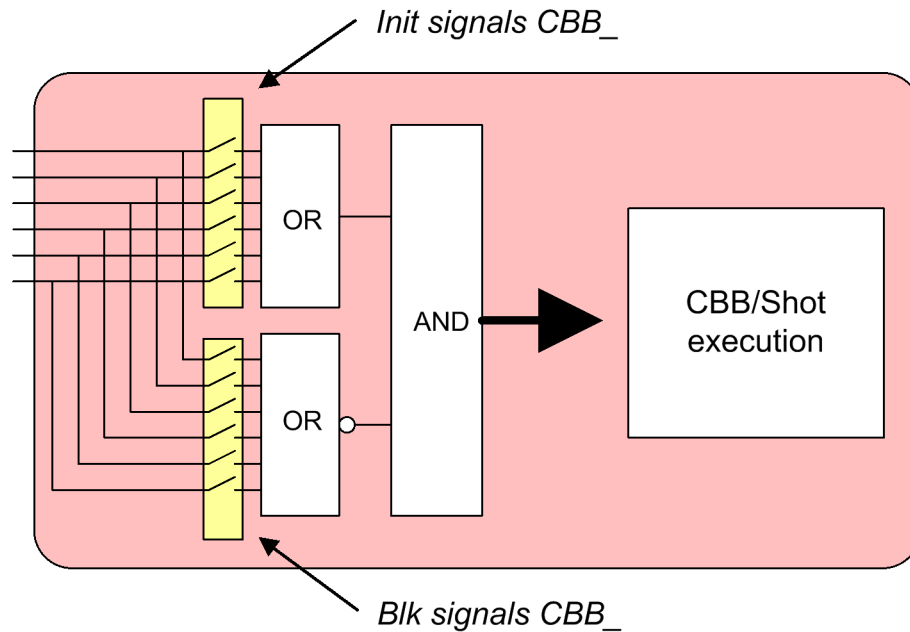 Init signals CBB_
OR
AND
CBB/Shot
execution
OR
Blk signals CBB_